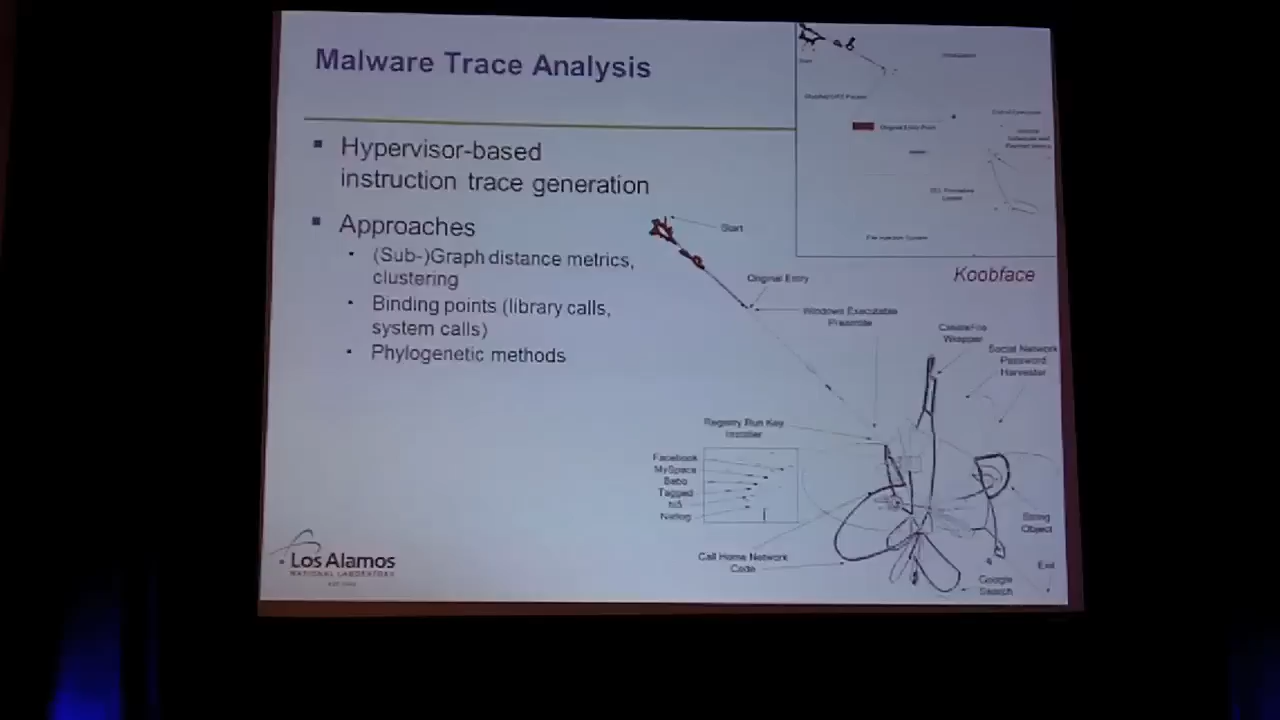 Malware Trace Analysis
Hypervisor-based
instruction trace generation
Approaches
(Sub-)Graph distance metrics,
clustering
Binding points (library calls,
system calls)
Phylogenetic methods
Original Entry Point
Koobface
Start
Original Entry
Windows Executable
Preamble
CreateFile
Wrapper
Social Network
Password
Harvester
Registry Run Key
Installer
Facebook
MySpace
Bebo
Tagged
Netlog
Call Home Network
Code
String
Object
Exit
Google
Search
Los Alamos
NATIONAL LABORATORY